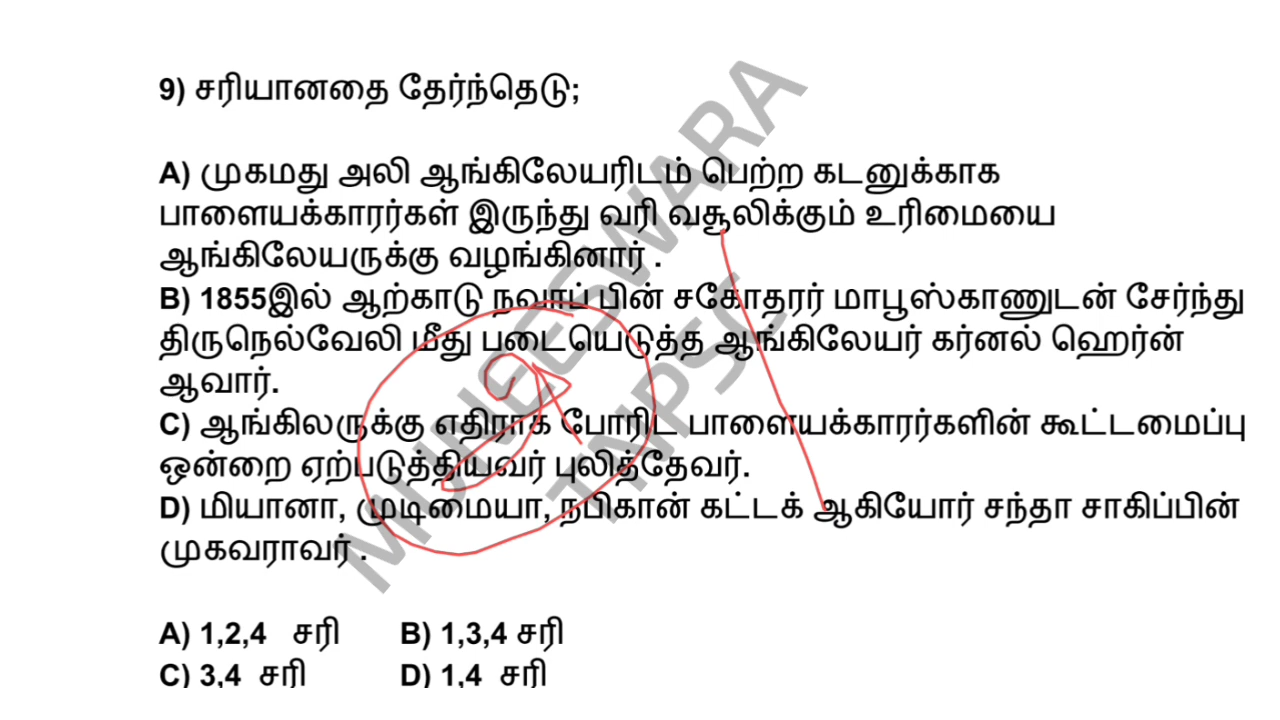 9) சரியானதை தேர்ந்தெடு;
A) முகமது அலி ஆங்கிலேயரிடம் பெற்ற கடனுக்காக
பாளையக்காரர்கள் இருந்து வரி வசூலிக்கும் உரிமையை
ஆங்கிலேயருக்கு வழங்கினார் .
B) 1855இல் ஆற்காடு நவாப் பின் சகோதரர் மாபூஸ்காணுடன் சேர்ந்து
திருநெல்வேலி மீது படையெடுத்த ஆங்கிலேயர் கர்னல் ஹெர்ன்
ஆவார்.
C) ஆங்கிலருக்கு எதிராக போரிட பாளையக்காரர்களின் கூட்டமைப்பு
ஒன்றை ஏற்படுத்தியவர் புலித்தேவர்.
D) மியானா, முடிமையா, நபிகான் கட்டக் ஆகியோர் சந்தா சாகிப்பின்
முகவராவர் .
A) 1,2,4 சரி B) 1,3,4 சரி
C) 3,4 சரி D) 1,4 சரி
MUNEESWARA
TNPSC